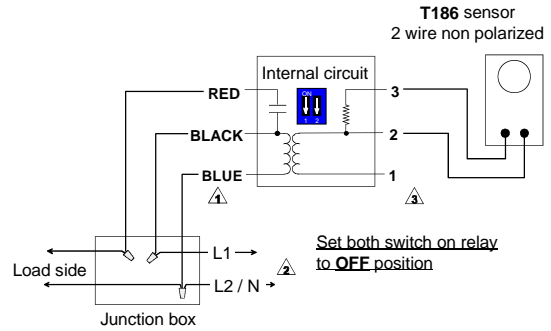 T186 sensor
2 wire non polarized
Internal circuit
ON
1 2
RED
BLACK
BLUE
3
2
1
1
3
L1
2
L2 / N
Load side
Set both switch on relay
to OFF position
Junction box